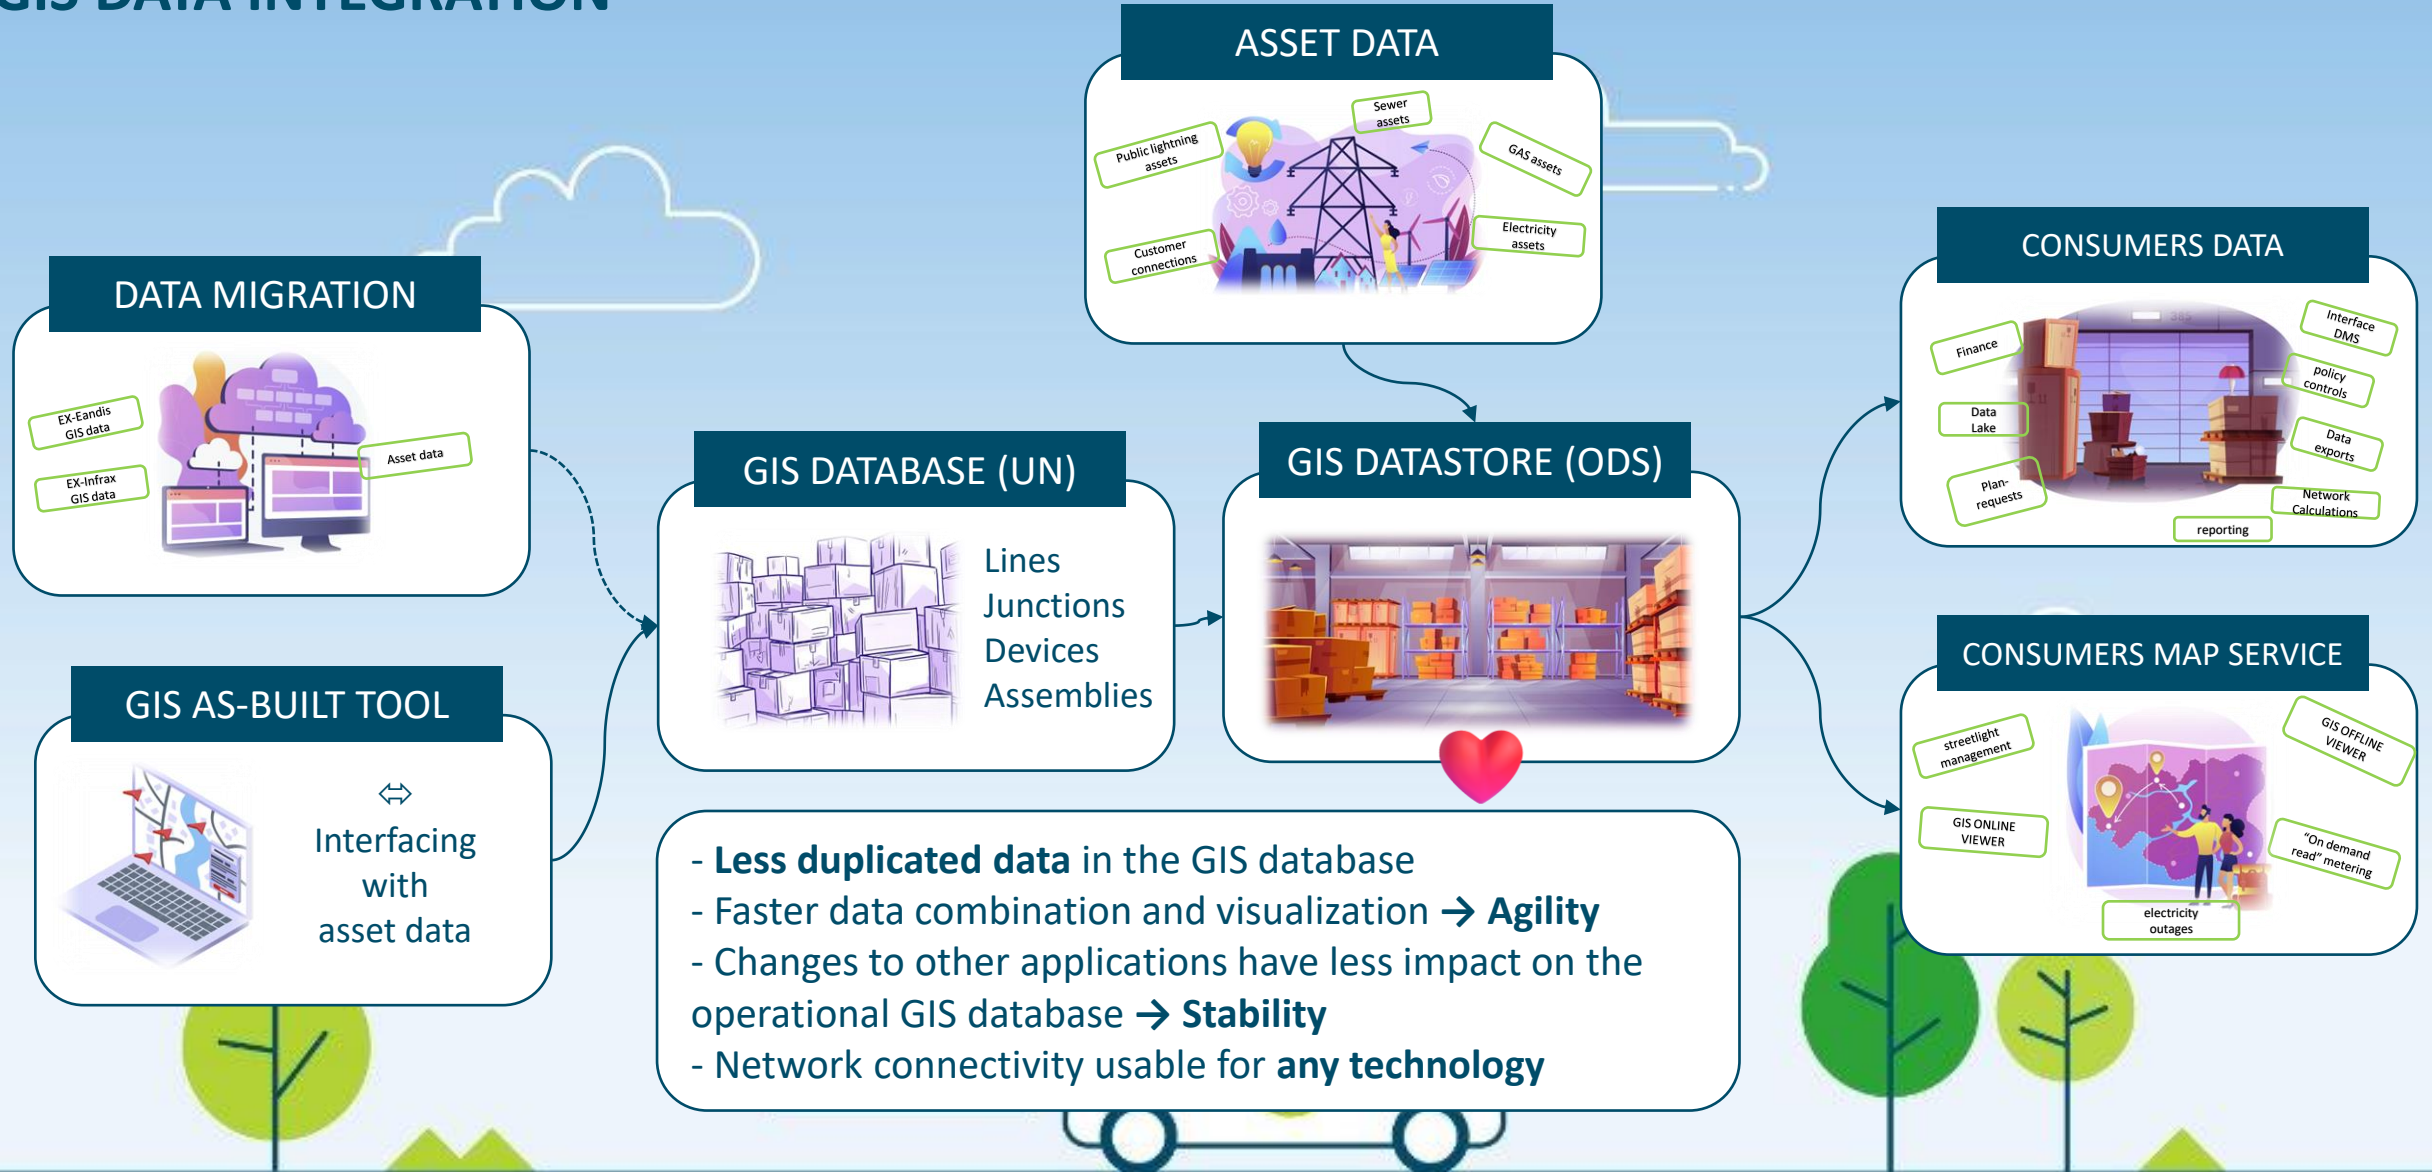 GIS DATA INTEGRATION
ASSET DATA
Sewer
assets
Public lightning
assets
GAS assets
Customer
connections
Electricity
assets
DATA MIGRATION
EX-Eandis
GIS data
EX-Infrax
GIS data
Asset data
GIS AS-BUILT TOOL
⬄
Interfacing
with
asset data
GIS DATABASE (UN)
Lines
Junctions
Devices
Assemblies
GIS DATASTORE (ODS)
- Less duplicated data in the GIS database
- Faster data combination and visualization → Agility
- Changes to other applications have less impact on the
operational GIS database → Stability
- Network connectivity usable for any technology
CONSUMERS DATA
385
Finance
Data
Lake
Plan-
requests
Interface
DMS
policy
controls
Data
exports
Network
Calculations
reporting
CONSUMERS MAP SERVICE
streetlight
management
GIS OFFLINE
VIEWER
GIS ONLINE
VIEWER
“On demand
read” metering
electricity
outages